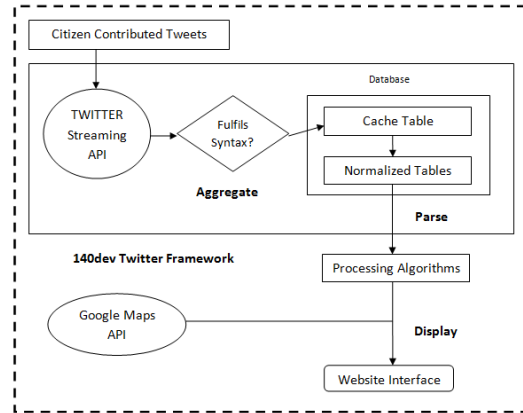 Citizen Contributed Tweets
Database
TWITTER
Streaming
API
Fulfils
Syntax?
Cache Table
Normalized Tables
Aggregate
Parse
140dev Twitter Framework
Processing Algorithms
Google Maps
API
Display
Website Interface